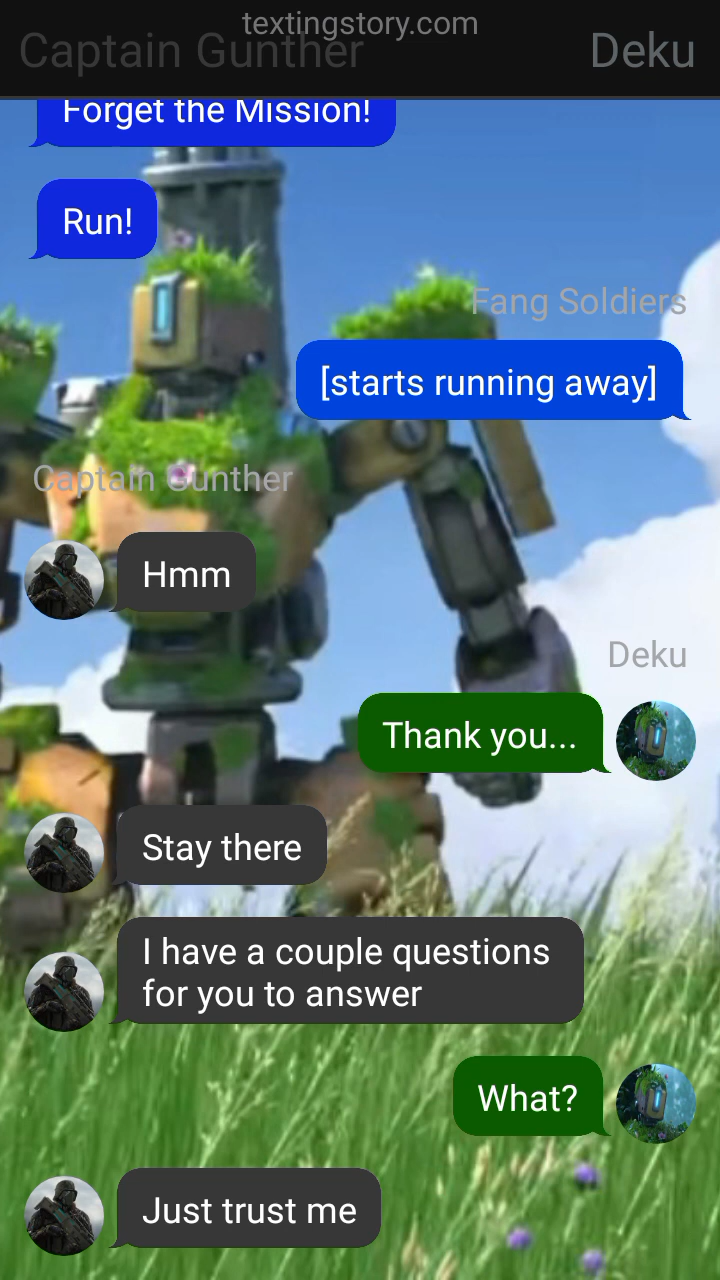 textingstory.com
Captain Gunther
Deku
Forget the Mission!
Run!
Fang Soldiers
[starts running away]
Captain Gunther
Hmm
Deku
Thank you...
Stay there
I have a couple questions
for you to answer
What?
Just trust me